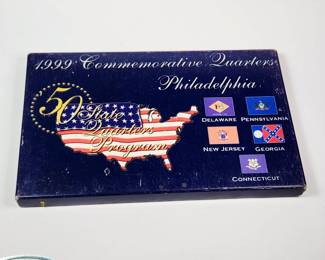 1999 Commemorative Quarters
Philadelphia
50 State
Quarters
Program
DELAWARE PENNSYLVANIA
NEW JERSEY GEORGIA
CONNECTICUT